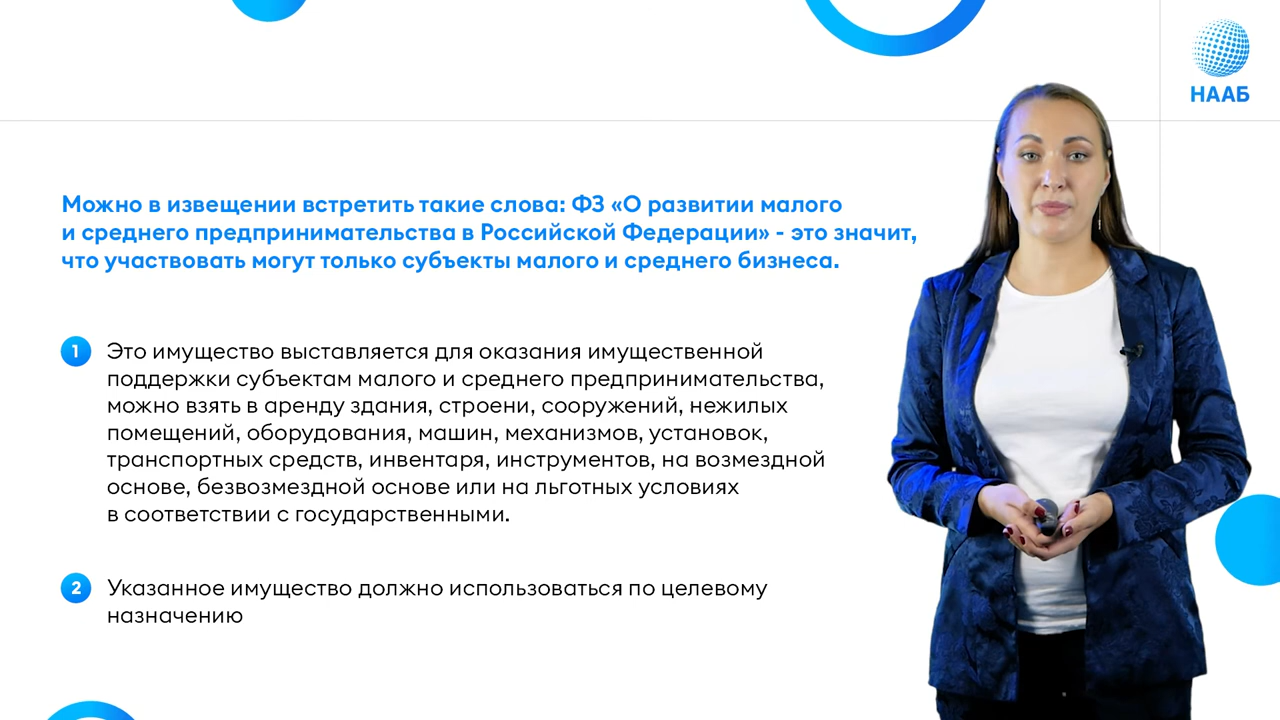 НААБ
Можно в извещении встретить такие слова: ФЗ «О развитии малого
и среднего предпринимательства в Российской Федерации» - это значит,
что участвовать могут только субъекты малого и среднего бизнеса.
1 Это имущество выставляется для оказания имущественной
поддержки субъектам малого и среднего предпринимательства,
можно взять в аренду здания, строени, сооружений, нежилых
помещений, оборудования, машин, механизмов, установок,
транспортных средств, инвентаря, инструментов, на возмездной
основе, безвозмездной основе или на льготных условиях
в соответствии с государственными.
2 Указанное имущество должно использоваться по целевому
назначению